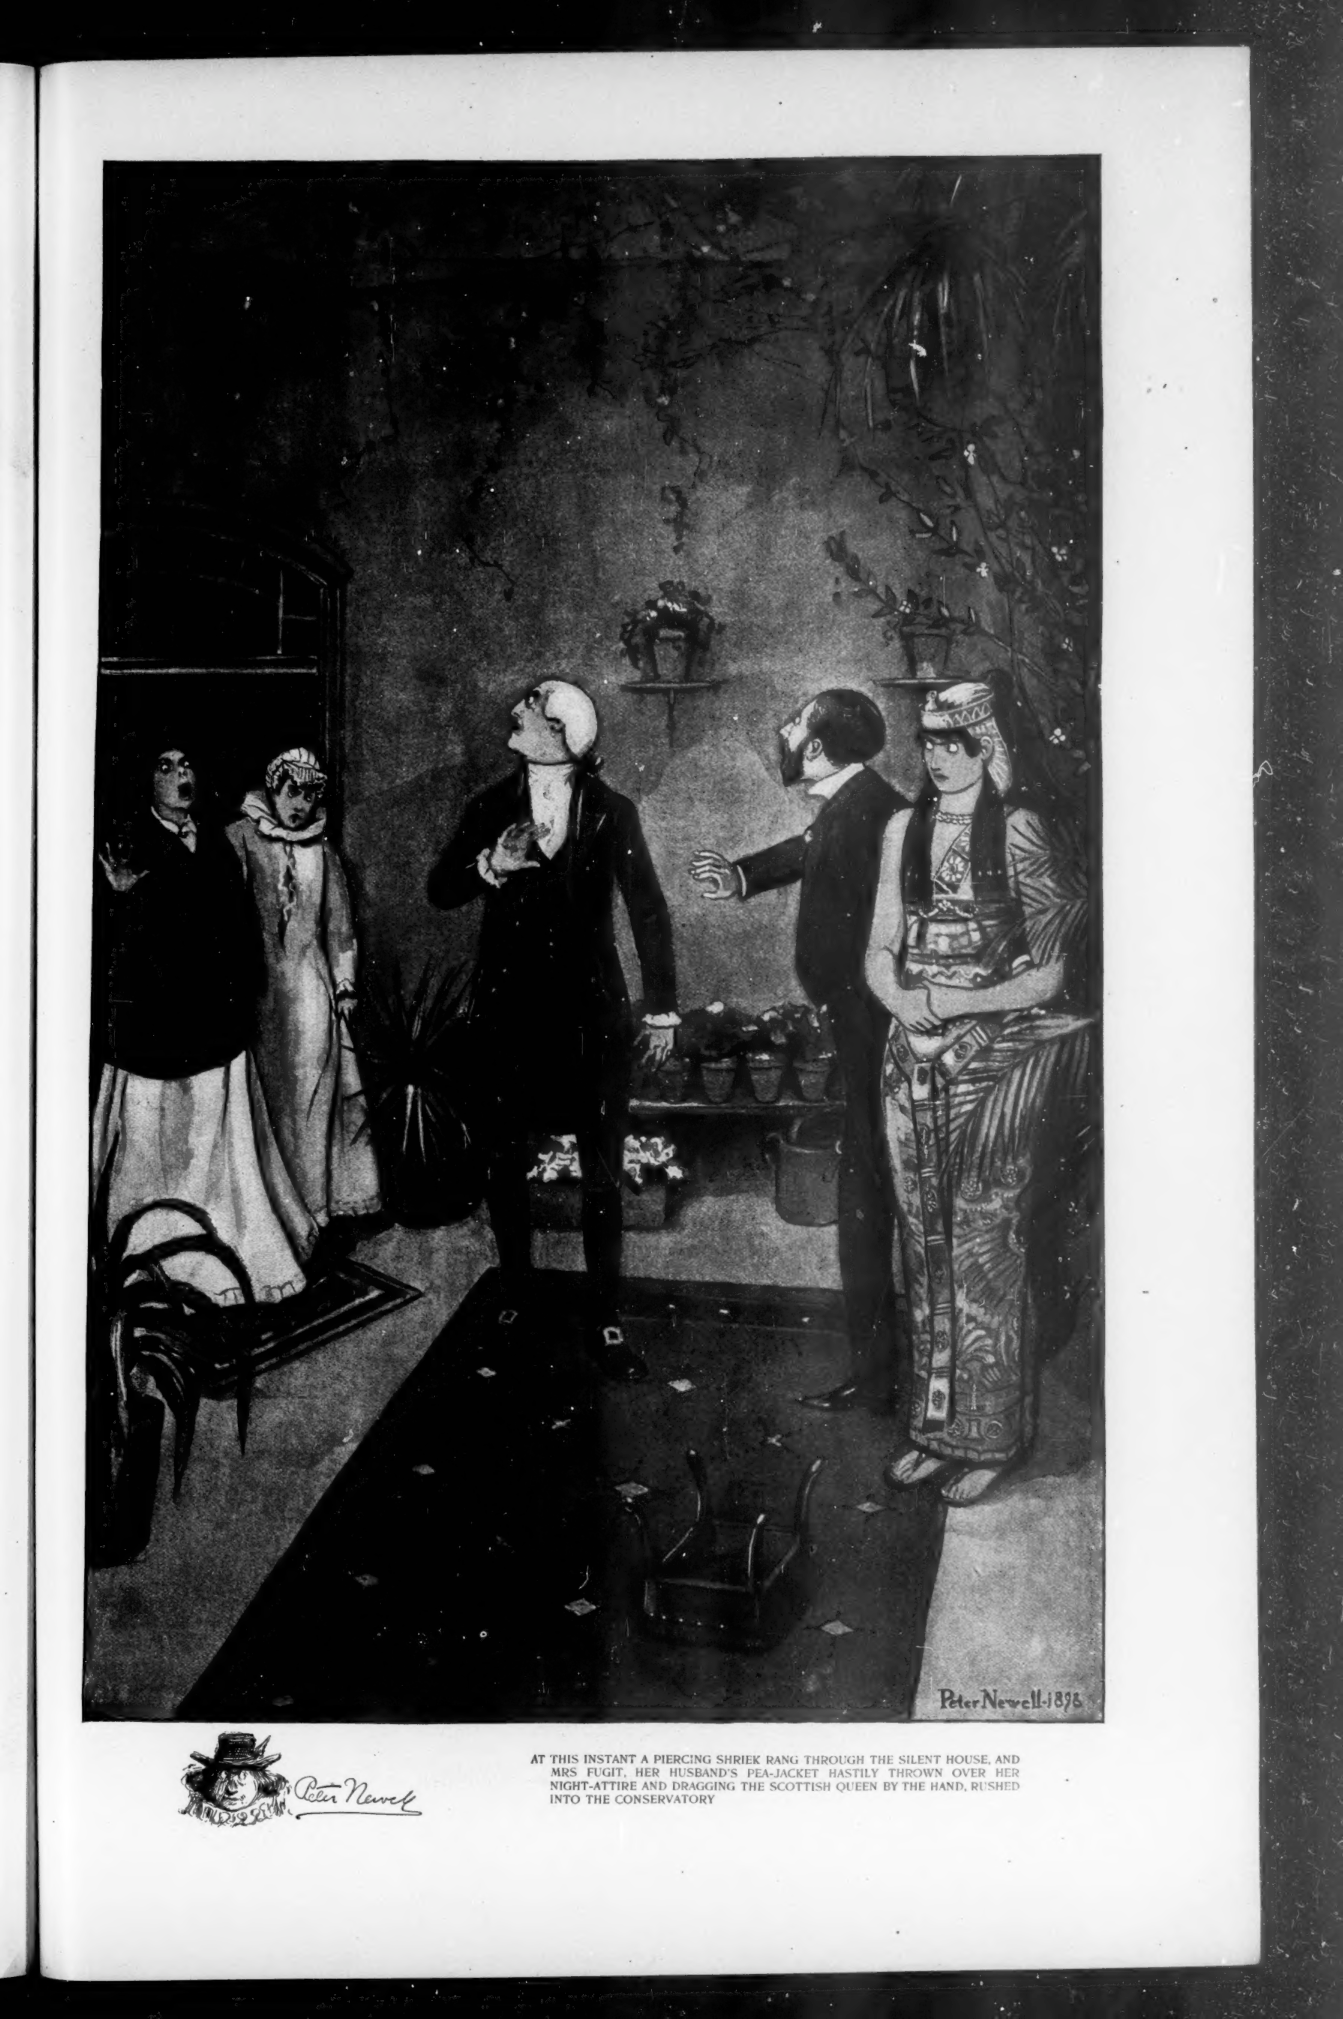 Peter Newell-1898
Peter Newell
AT THIS INSTANT A PIERCING SHRIEK RANG THROUGH THE SILENT HOUSE, AND
MRS FUGIT, HER HUSBAND'S PEA-JACKET HASTILY THROWN OVER HER
NIGHT-ATTIRE AND DRAGGING THE SCOTTISH QUEEN BY THE HAND, RUSHED
INTO THE CONSERVATORY